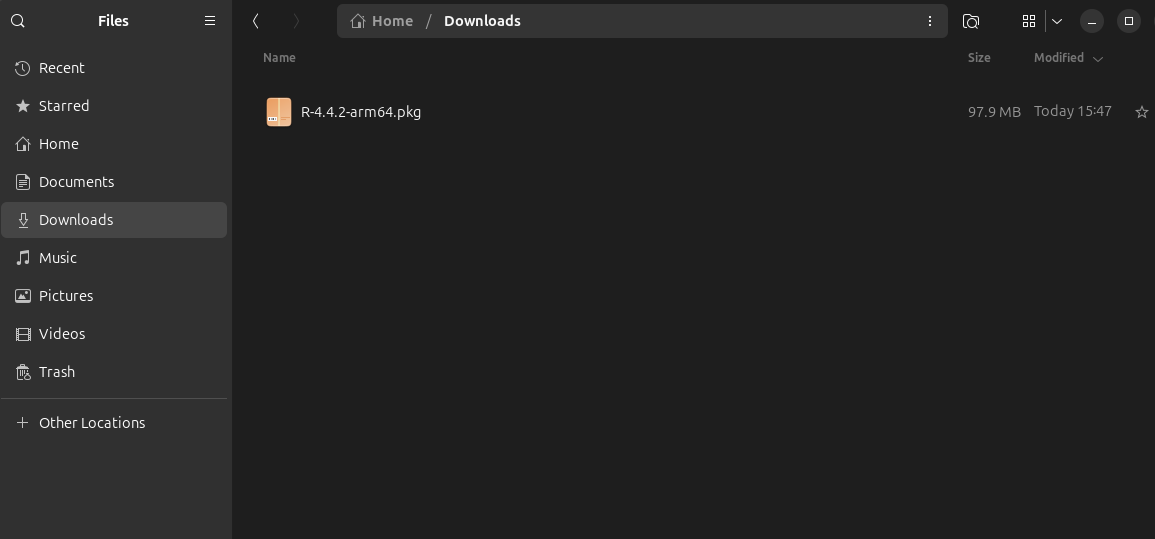 Files
Home / Downloads
Name Size Modified
Recent
Starred
Home
Documents
Downloads
Music
Pictures
Videos
Trash
Other Locations
R-4.4.2-arm64.pkg 97.9 MB Today 15:47